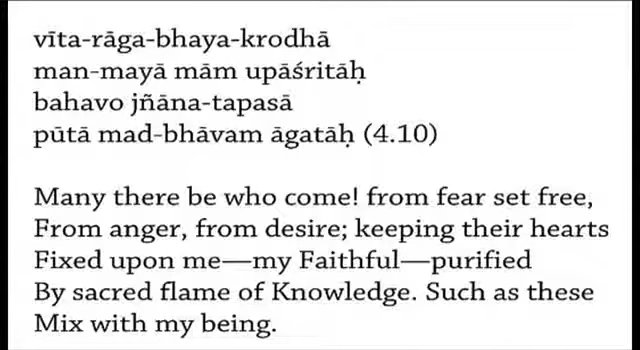 vīta-rāga-bhaya-krodhā
man-mayā mām upāśritāḥ
bahavo jñāna-tapasā
pūtā mad-bhāvam āgatāḥ (4.10)
Many there be who come! from fear set free,
From anger, from desire; keeping their hearts
Fixed upon me—my Faithful—purified
By sacred flame of Knowledge. Such as these
Mix with my being.